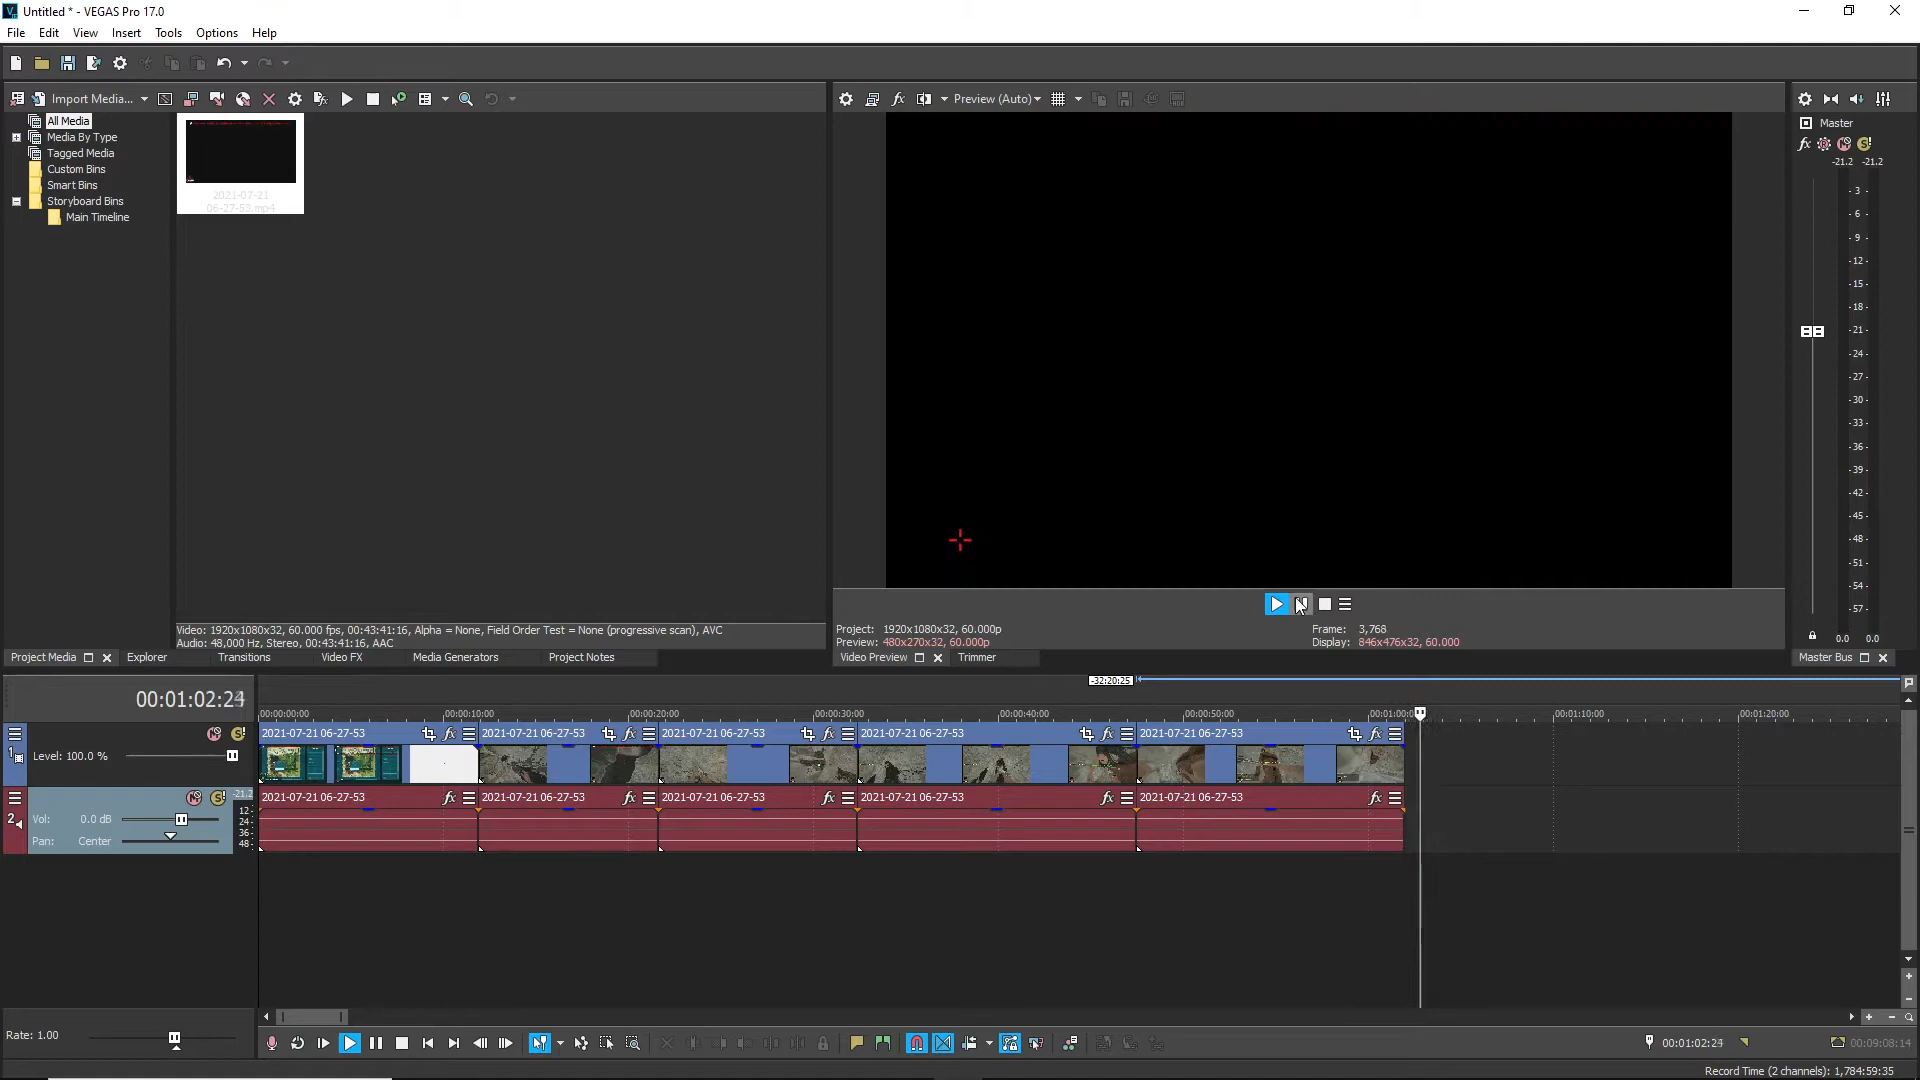 Untitled * - VEGAS Pro 17.0
File Edit View Insert Tools Options Help
Import Media...
Preview (Auto)
All Media
Media By Type
Tagged Media
Custom Bins
Smart Bins
Storyboard Bins
Main Timeline
2021-07-21
06-27-53.mp4
Master
-21.2 -21.2
- 3 -
- 6 -
- 9 -
- 12 -
- 15 -
- 18 -
- 21 -
- 24 -
- 27 -
- 30 -
- 33 -
- 36 -
- 39 -
- 42 -
- 45 -
- 48 -
- 51 -
- 54 -
- 57 -
0.0 0.0
Video: 1920x1080x32, 60.000 fps, 00:43:41:16, Alpha = None, Field Order Test = None (progressive scan), AVC
Audio: 48,000 Hz, Stereo, 00:43:41:16, AAC
Project: 1920x1080x32, 60.000p
Preview: 480x270x32, 60.000p
Frame: 3,768
Display: 846x476x32, 60.000
Project Media Explorer Transitions Video FX Media Generators Project Notes
Video Preview Trimmer
Master Bus
-32:20:25
00:01:02:24
00:00:00:00 00:00:10:00 00:00:20:00 00:00:30:00 00:00:40:00 00:00:50:00 00:01:00:0 00:01:10:00 00:01:20:00
1
Level: 100.0 %
2021-07-21 06-27-53 2021-07-21 06-27-53 2021-07-21 06-27-53 2021-07-21 06-27-53 2021-07-21 06-27-53
2
-21.2
Vol: 0.0 dB
Pan: Center
12-
24-
36-
48-
2021-07-21 06-27-53 2021-07-21 06-27-53 2021-07-21 06-27-53 2021-07-21 06-27-53 2021-07-21 06-27-53
Rate: 1.00
00:01:02:24
00:09:08:14
Record Time (2 channels): 1,784:59:35